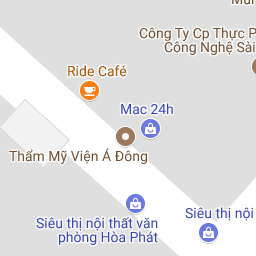 Công Ty Cp Thực P
Công Nghệ Sài
Ride Café
Mac 24h
Thẩm Mỹ Viện Á Đông
Siêu thị nội thất văn
phòng Hòa Phát
Siêu thị nội